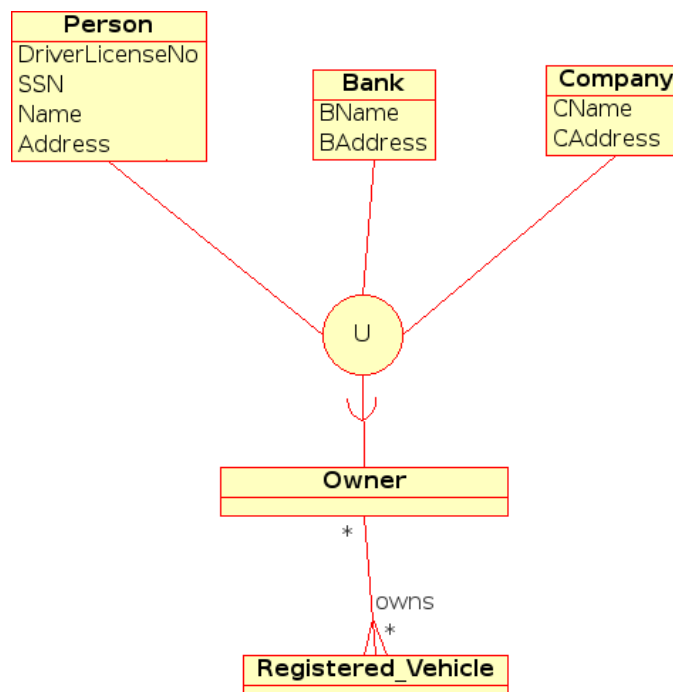 Person
DriverLicenseNo
SSN
Name
Address
Bank
BName
BAddress
Company
CName
CAddress
U
Owner
*
owns
*
Registered_Vehicle